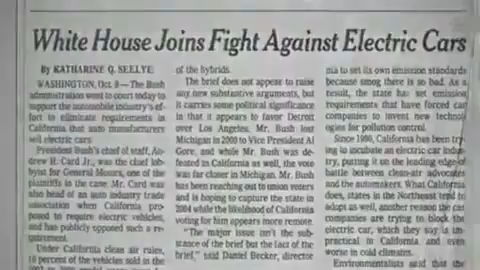 White House Joins Fight Against Electric Cars
By KATHARINE Q. SEELYE
WASHINGTON, Oct. 9 — The Bush
administration went to court today to
support the automobile industry's ef-
fort to eliminate requirements in
California that auto manufacturers
sell electric cars.
President Bush's chief of staff, An-
drew H. Card Jr., was the chief lob-
byist for General Motors, one of the
plaintiffs in the case. Mr. Card was
also head of an auto industry trade
association when California pro-
posed to require electric vehicles,
and has publicly opposed such a re-
quirement.
Under California clean air rules,
10 percent of the vehicles sold in the
of the hybrids.
The brief does not appear to raise
any new substantive arguments, but
it carries some political significance
in that it appears to favor Detroit
over Los Angeles. Mr. Bush lost
Michigan in 2000 to Vice President Al
Gore, and while Mr. Bush was de-
feated in California as well, the vote
was far closer in Michigan. Mr. Bush
has been reaching out to union voters
and is hoping to capture the state in
2004 while the likelihood of California
voting for him appears more remote.
"The major issue isn't the sub-
stance of the brief but the fact of the
brief," said Daniel Becker, director
nia to set its own emission standards
because smog there is so bad. As a
result, the state has set emission
requirements that have forced car
companies to invent new technol-
ogies for pollution control.
Since 1990, California has been try-
ing to incubate an electric-car indus-
try, putting it on the leading edge of
battle between clean-air advocates
and the automakers. What California
does, states in the Northeast tend to
adopt as well, another reason the car
companies are trying to block the
electric car, which they say is im-
practical in California and even
worse in cold climates.
Environmentalists said that the